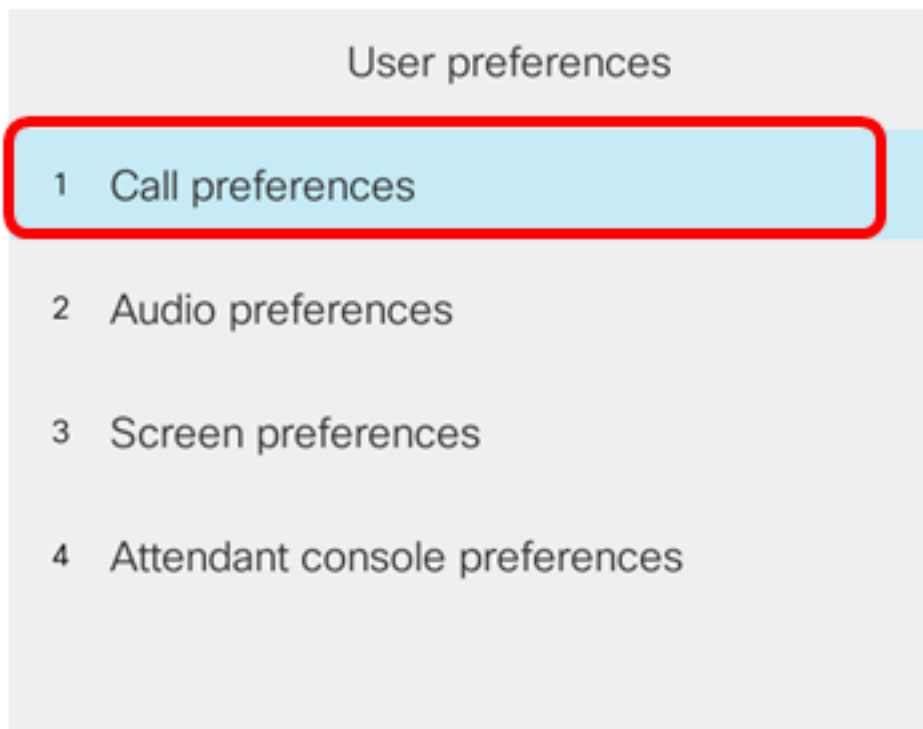 User preferences
1 Call preferences
2 Audio preferences
3 Screen preferences
4 Attendant console preferences